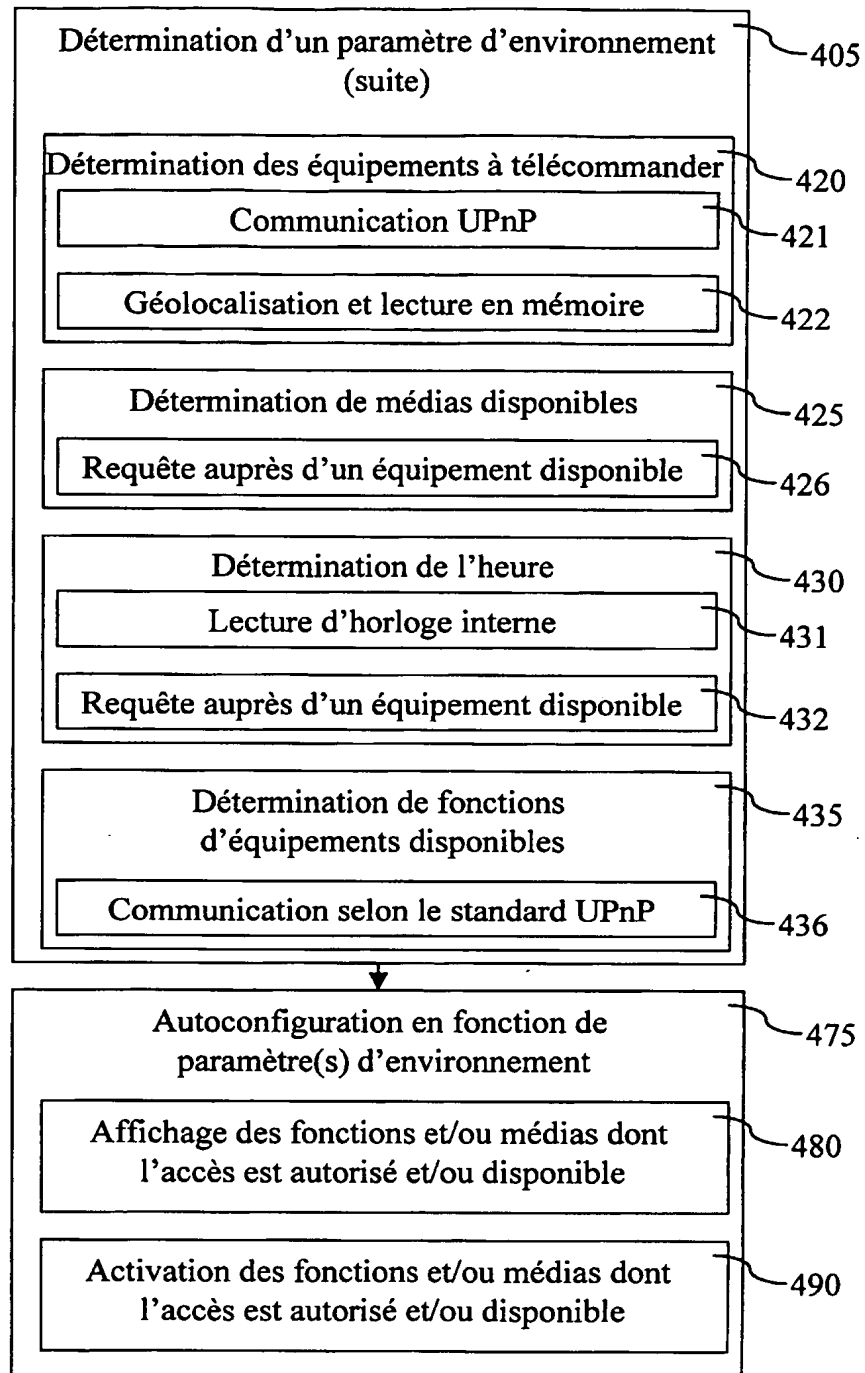 Détermination d'un paramètre d'environnement
(suite)
405
Détermination des équipements à télécommander
420
Communication UPnP
421
Géolocalisation et lecture en mémoire
422
Détermination de médias disponibles
425
Requête auprès d'un équipement disponible
426
Détermination de l'heure
430
Lecture d'horloge interne
431
Requête auprès d'un équipement disponible
432
Détermination de fonctions
d'équipements disponibles
435
Communication selon le standard UPnP
436
Autoconfiguration en fonction de
paramètre(s) d'environnement
475
Affichage des fonctions et/ou médias dont
l'accès est autorisé et/ou disponible
480
Activation des fonctions et/ou médias dont
l'accès est autorisé et/ou disponible
490